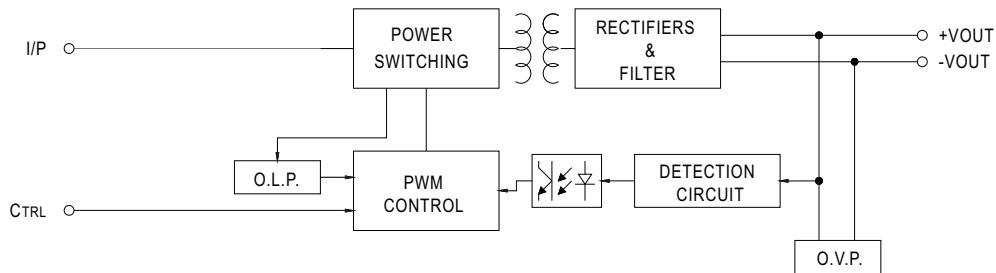 I/P
POWER
SWITCHING
RECTIFIERS
&
FILTER
+VOUT
-VOUT
O.L.P.
PWM
CONTROL
DETECTION
CIRCUIT
CTRL
O.V.P.